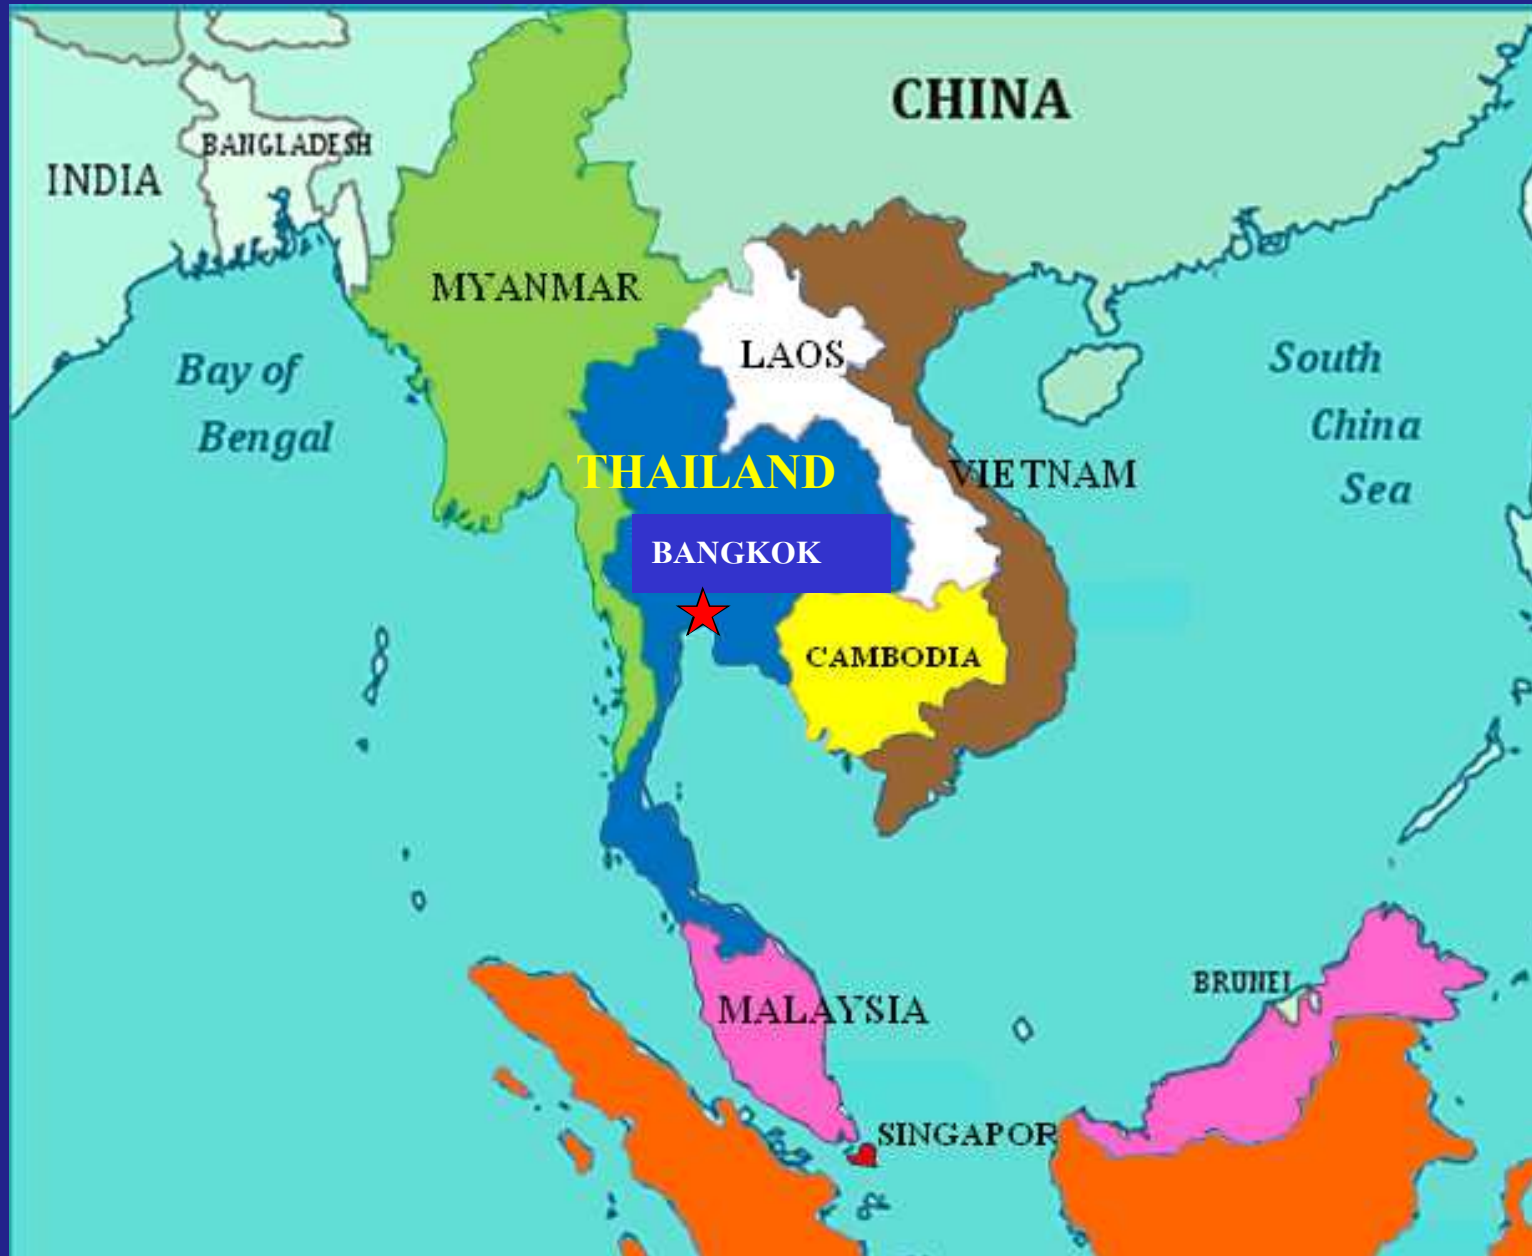 CHINA
BANGLADESH
INDIA
MYANMAR
LAOS
Bay of
Bengal
South
China
Sea
THAILAND
VIETNAM
BANGKOK
CAMBODIA
BRUNEI
MALAYSIA
SINGAPOR